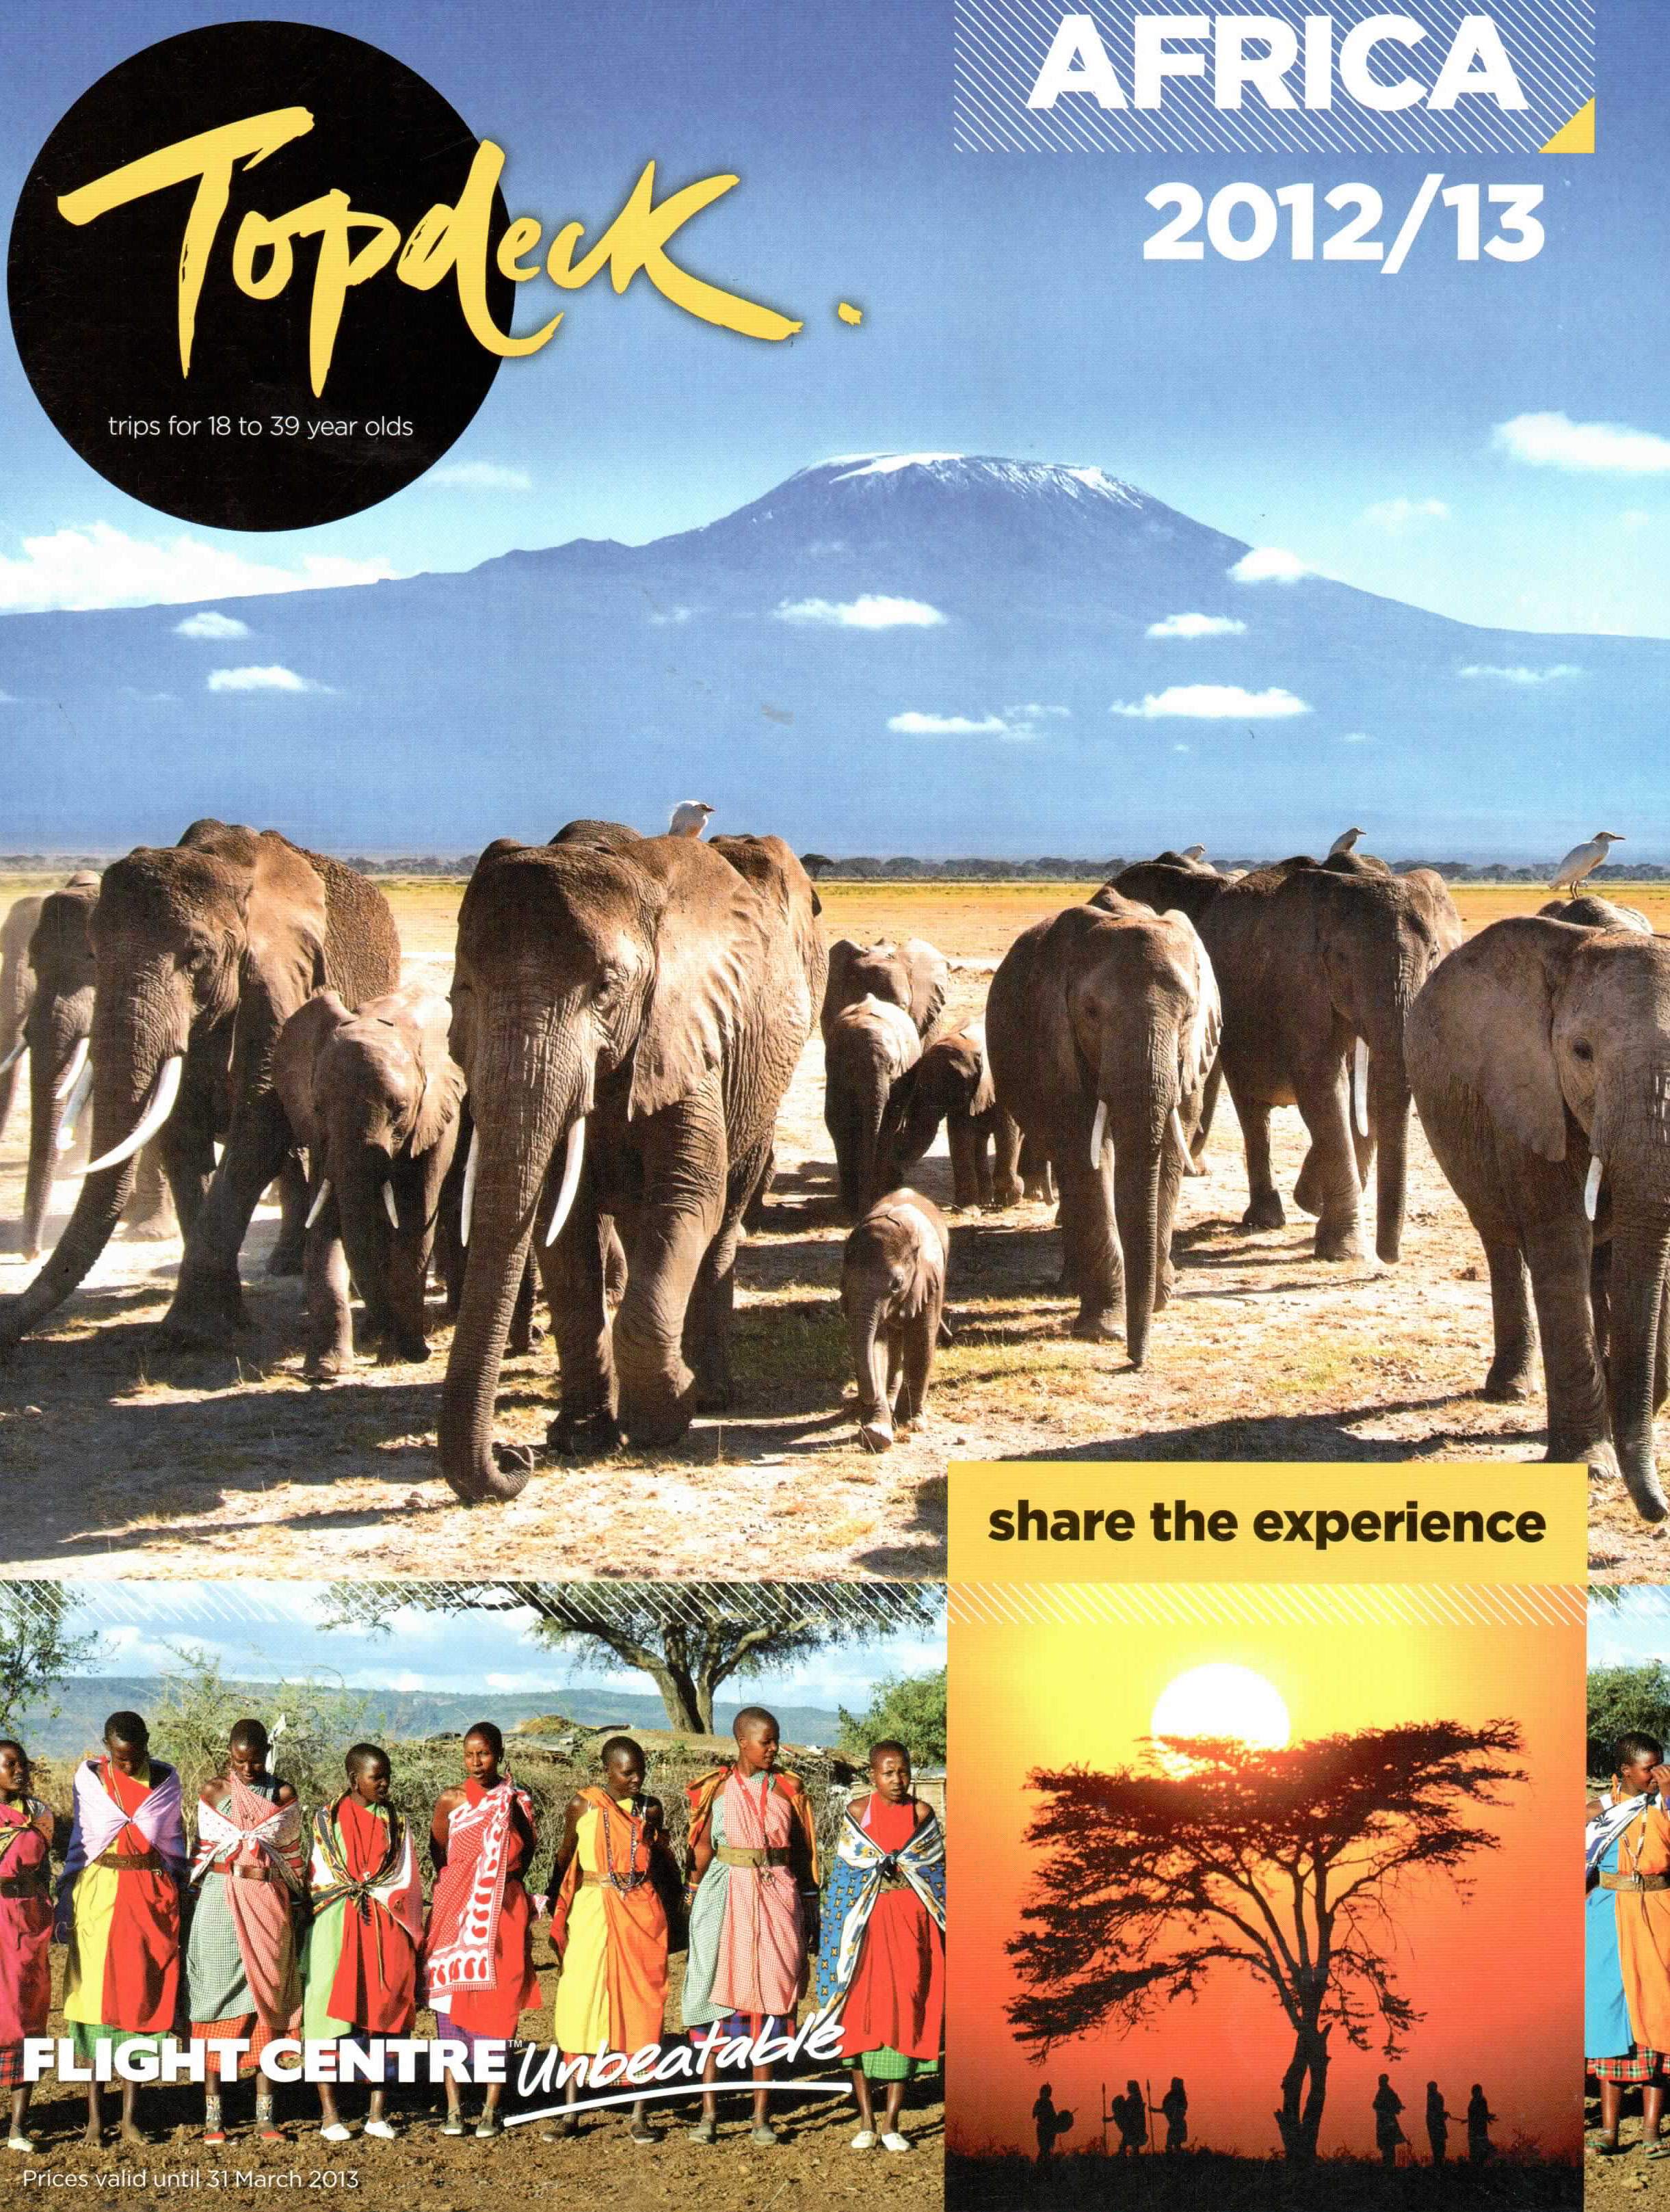 AFRICA
2012/13
Topdeck.
trips for 18 to 39 year olds
share the experience
FLIGHT CENTRE™ Unbeatable
Prices valid until 31 March 2013